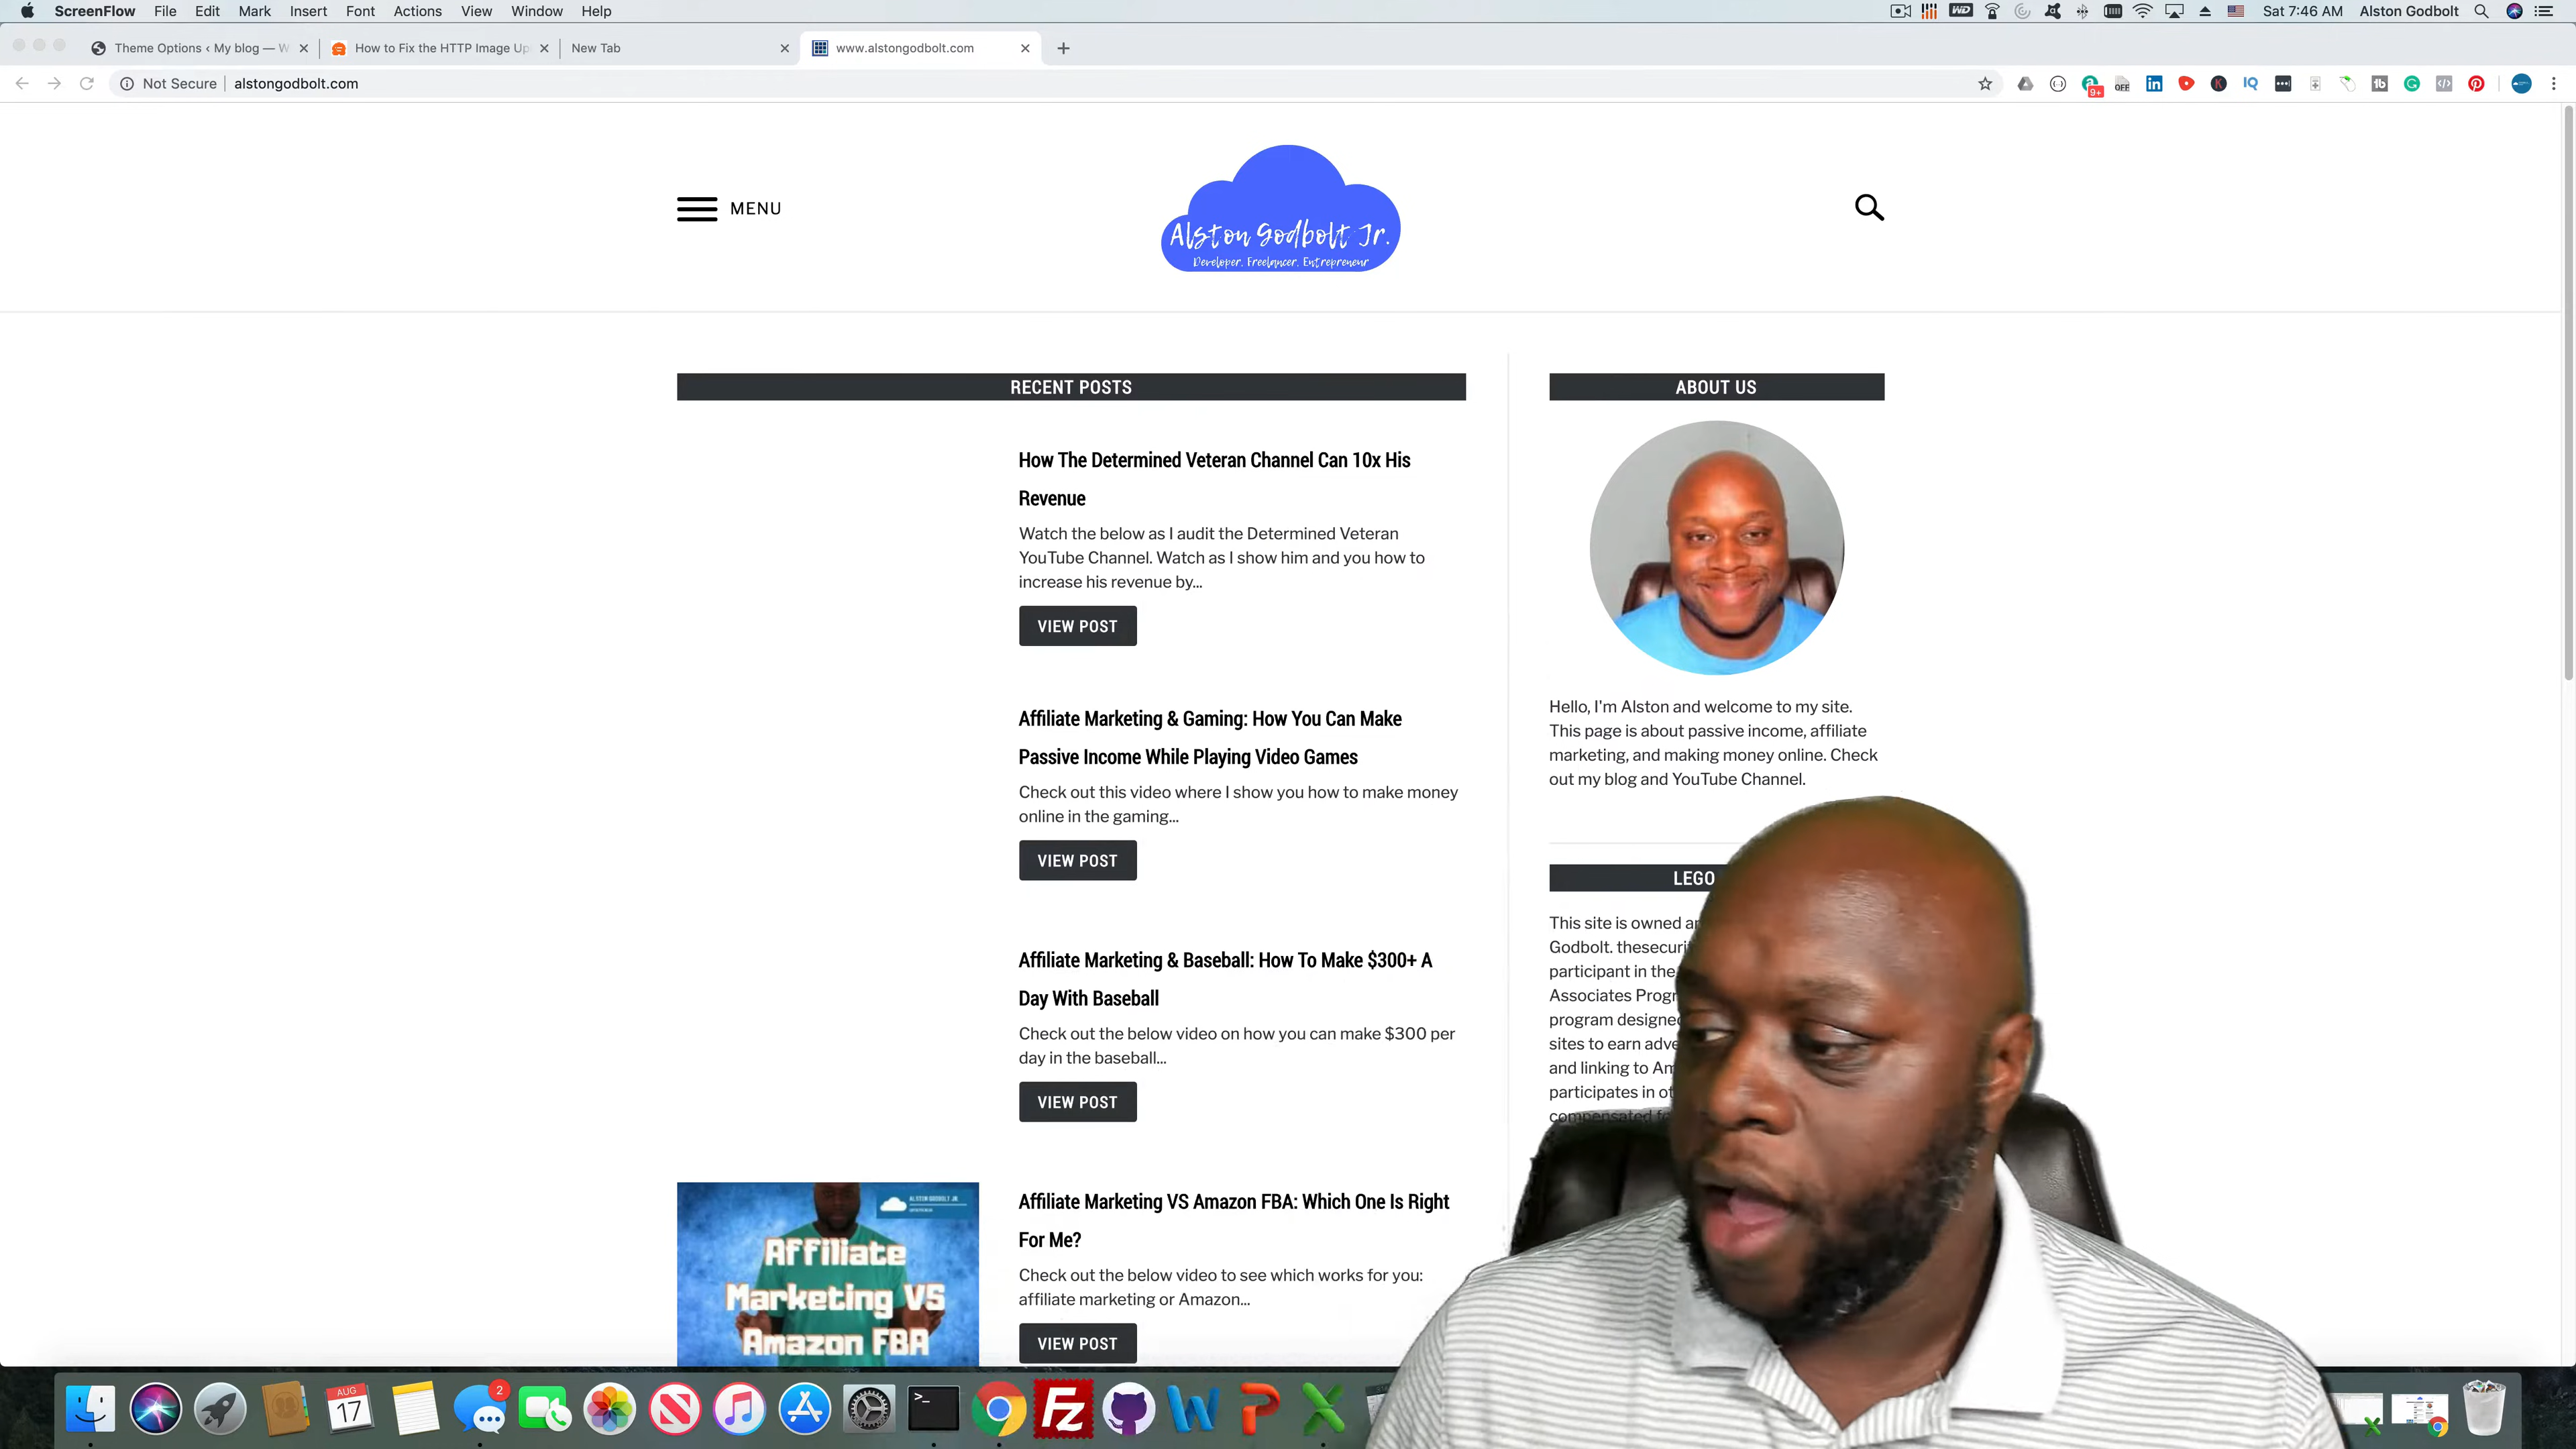 ScreenFlow File Edit Mark Insert Font Actions View Window Help
Sat 7:46 AM Alston Godbolt
Theme Options ‹ My blog — W
How to Fix the HTTP Image Up
New Tab
www.alstongodbolt.com
Not Secure alstongodbolt.com
9+
OFF
MENU
Alston Godbolt Jr.
Developer. Freelancer. Entrepreneur
RECENT POSTS
How The Determined Veteran Channel Can 10x His
Revenue
Watch the below as I audit the Determined Veteran
YouTube Channel. Watch as I show him and you how to
increase his revenue by...
VIEW POST
Affiliate Marketing & Gaming: How You Can Make
Passive Income While Playing Video Games
Check out this video where I show you how to make money
online in the gaming...
VIEW POST
Affiliate Marketing & Baseball: How To Make $300+ A
Day With Baseball
Check out the below video on how you can make $300 per
day in the baseball...
VIEW POST
ALSTON GODBOLT JR.
Affiliate
Marketing VS
Amazon FBA
Affiliate Marketing VS Amazon FBA: Which One Is Right
For Me?
Check out the below video to see which works for you:
affiliate marketing or Amazon...
VIEW POST
ABOUT US
Hello, I'm Alston and welcome to my site.
This page is about passive income, affiliate
marketing, and making money online. Check
out my blog and YouTube Channel.
LEGO
This site is owned
Godbolt.
participant in the
Associates
program
sites to earn
and linking to
participates in
compensated
AUG
17
2